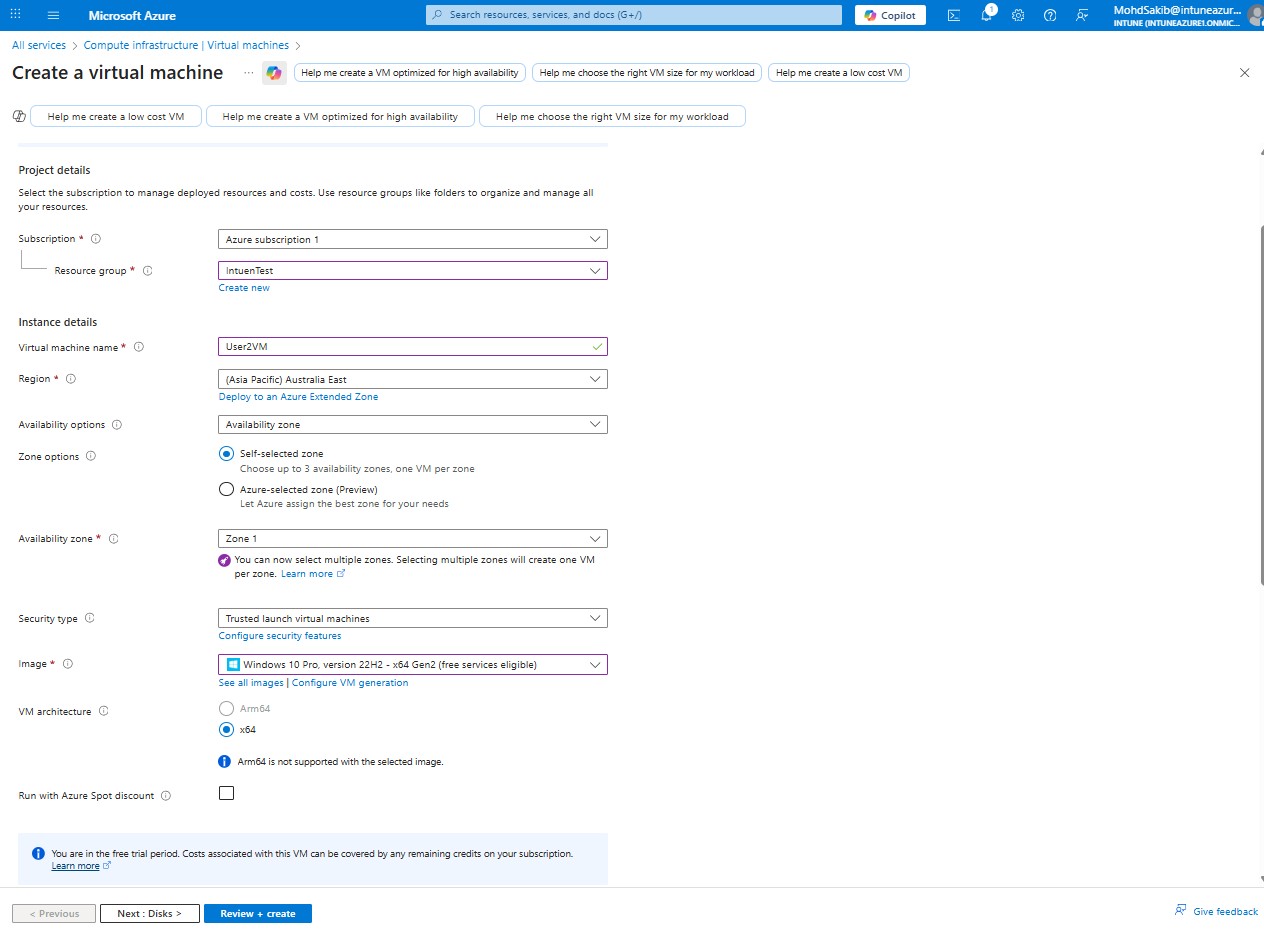 Microsoft Azure
Search resources, services, and docs (G+/)
Copilot
1
MohdSakib@intuneazur...
INTUNE (INTUNEAZURE1.ONMIC...
All services > Compute infrastructure | Virtual machines >
Create a virtual machine
...
Help me create a VM optimized for high availability
Help me choose the right VM size for my workload
Help me create a low cost VM
Help me create a low cost VM
Help me create a VM optimized for high availability
Help me choose the right VM size for my workload
Project details
Select the subscription to manage deployed resources and costs. Use resource groups like folders to organize and manage all
your resources.
Subscription *
Azure subscription 1
Resource group *
IntuenTest
Create new
Instance details
Virtual machine name *
User2VM
Region *
(Asia Pacific) Australia East
Deploy to an Azure Extended Zone
Availability options
Availability zone
Zone options
Self-selected zone
Choose up to 3 availability zones, one VM per zone
Azure-selected zone (Preview)
Let Azure assign the best zone for your needs
Availability zone *
Zone 1
You can now select multiple zones. Selecting multiple zones will create one VM
per zone. Learn more
Security type
Trusted launch virtual machines
Configure security features
Image *
Windows 10 Pro, version 22H2 - x64 Gen2 (free services eligible)
See all images | Configure VM generation
VM architecture
Arm64
x64
Arm64 is not supported with the selected image.
Run with Azure Spot discount
You are in the free trial period. Costs associated with this VM can be covered by any remaining credits on your subscription.
Learn more
< Previous
Next : Disks >
Review + create
Give feedback